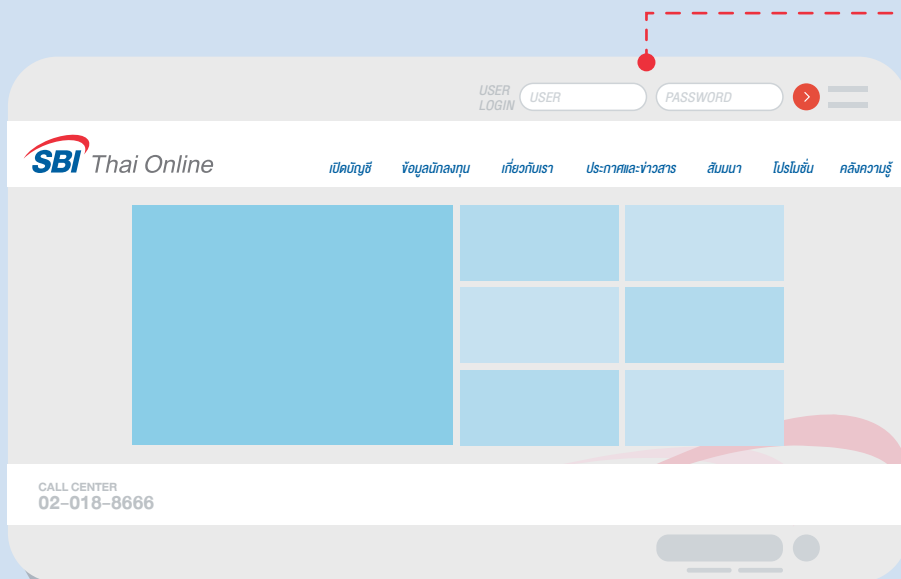 USER
LOGIN
USER
PASSWORD
SBI Thai Online
เปิดบัญชี ข้อมูลนักลงทุน เกี่ยวกับเรา ประกาศและข่าวสาร สัมมนา โปรโมชั่น คลังความรู้
CALL CENTER
02-018-8666